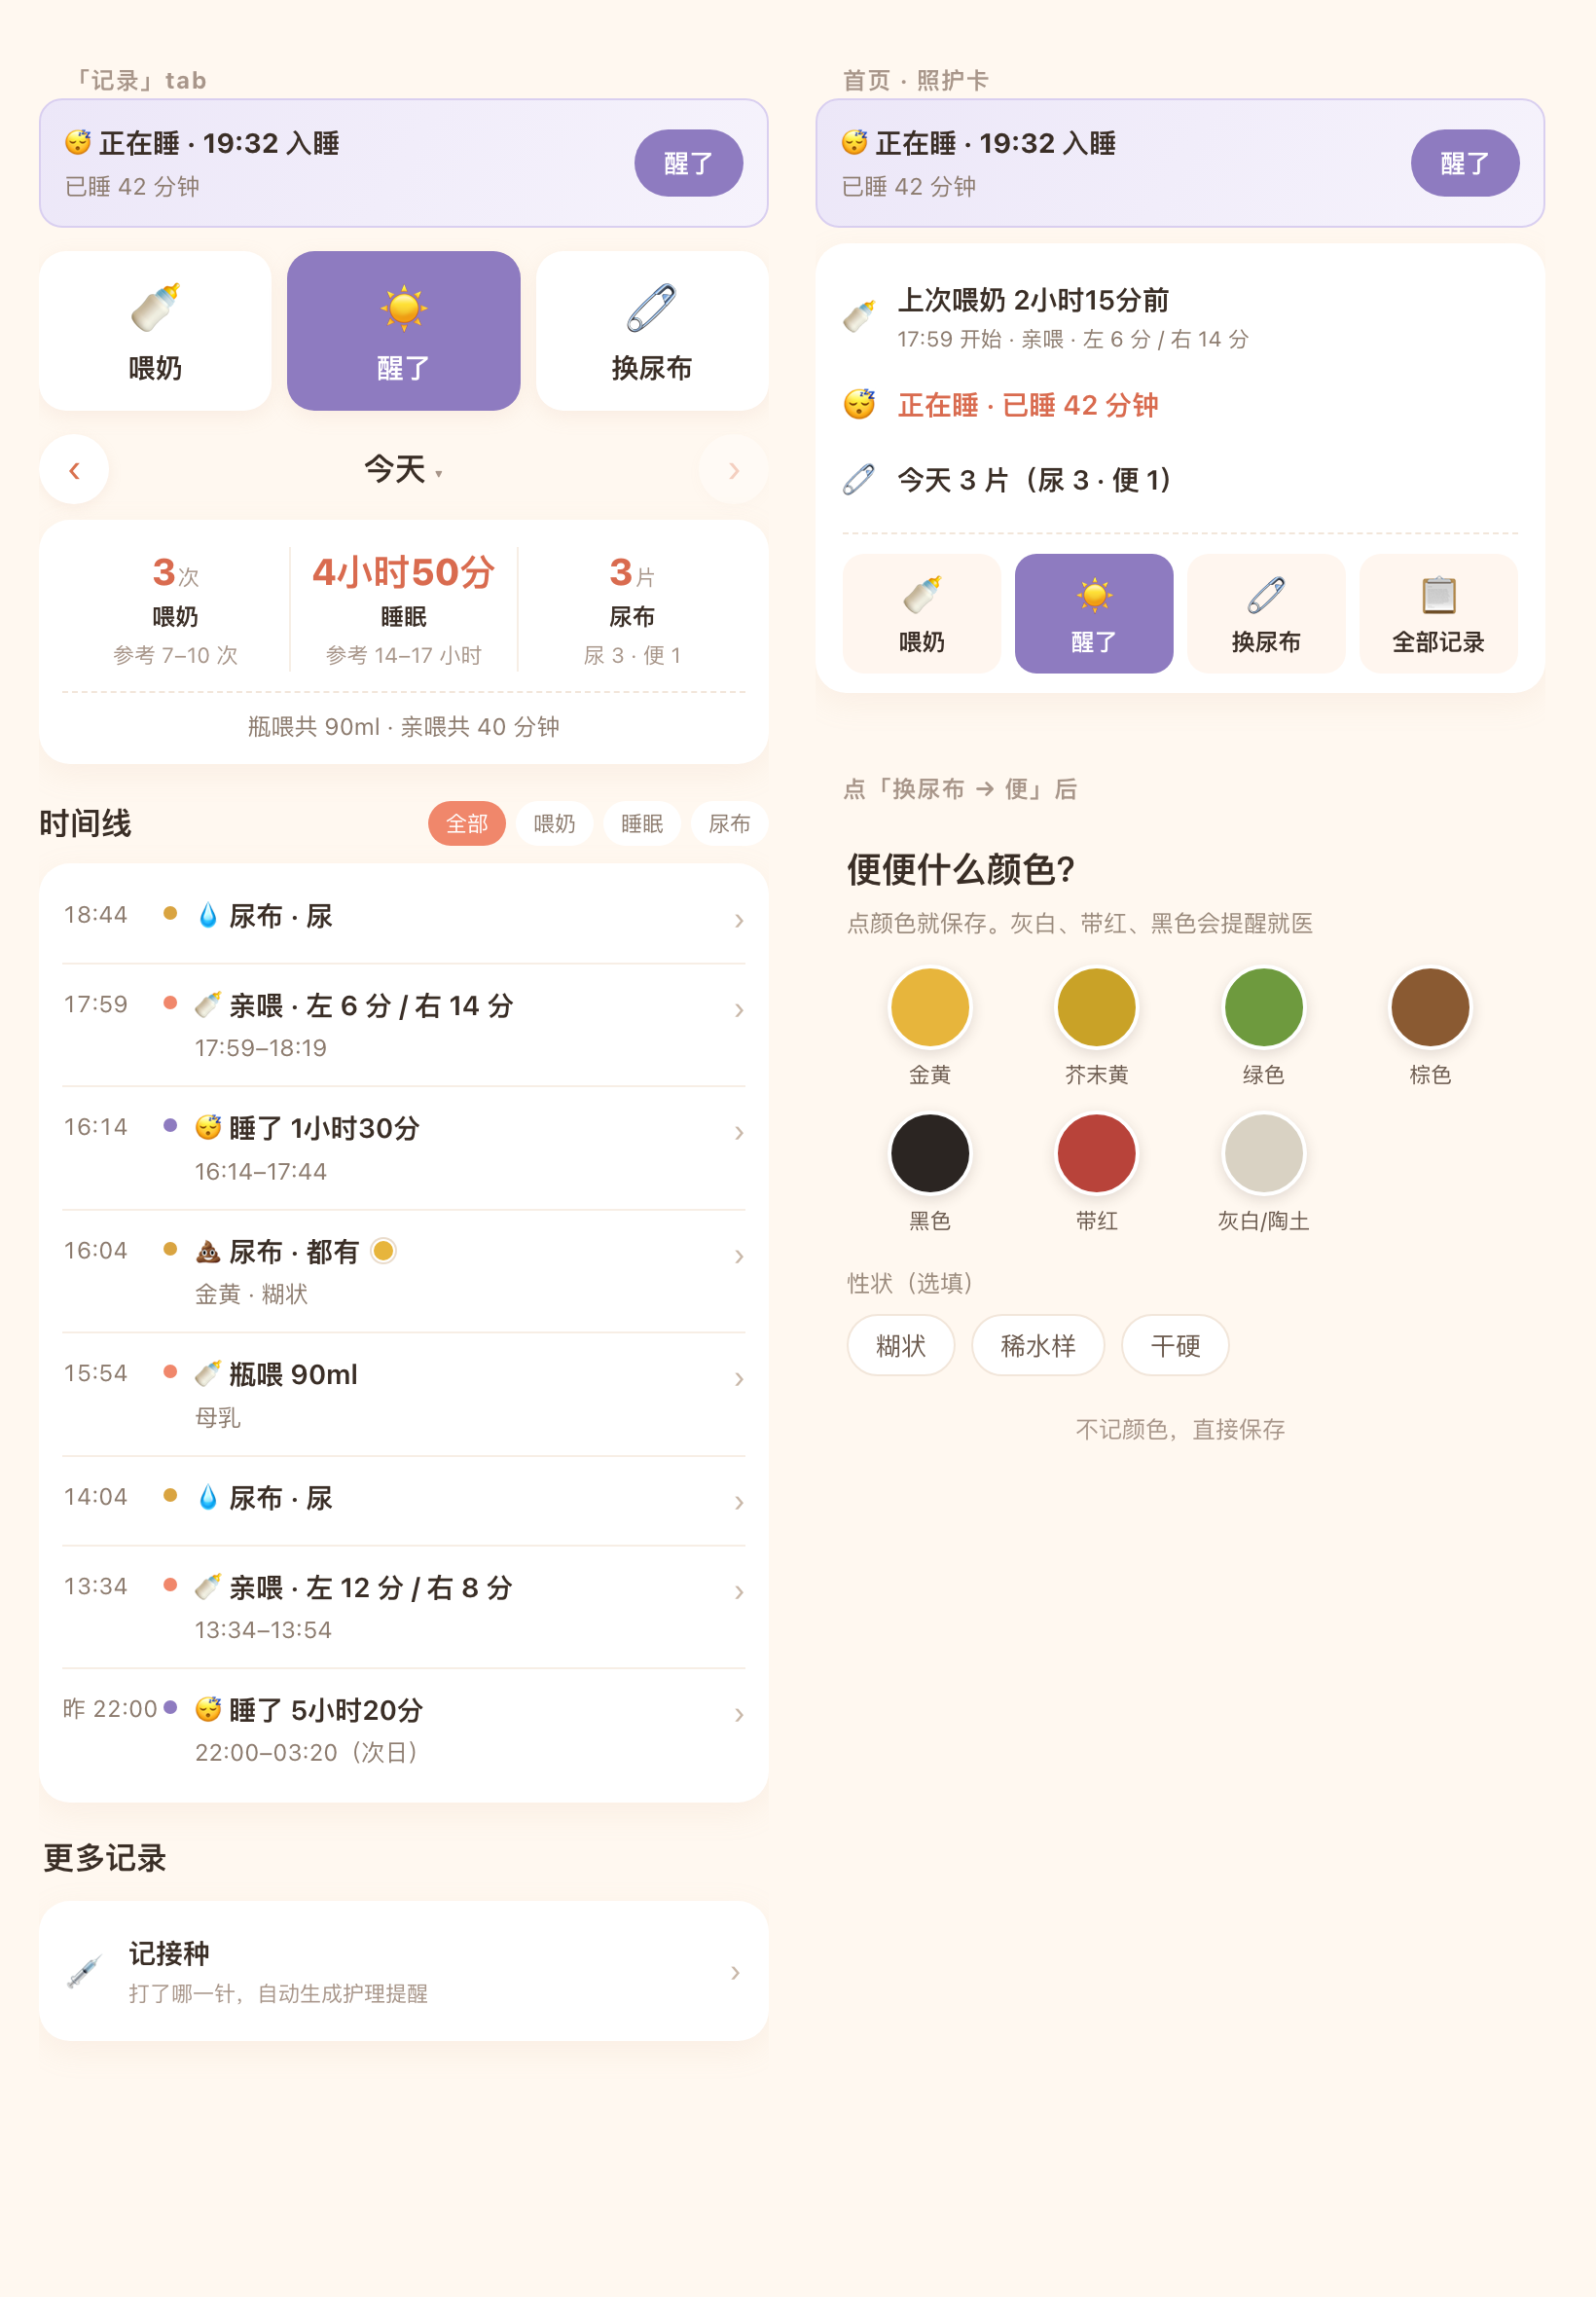 「记录」tab
正在睡 · 19:32 入睡
已睡 42 分钟
醒了
喂奶
醒了
换尿布
‹
今天 ▾
›
3次
喂奶
参考 7–10 次
4小时50分
睡眠
参考 14–17 小时
3片
尿布
尿 3 · 便 1
瓶喂共 90ml · 亲喂共 40 分钟
时间线
全部
喂奶
睡眠
尿布
18:44 尿布 · 尿 ›
17:59 亲喂 · 左 6 分 / 右 14 分 ›
17:59–18:19
16:14 睡了 1小时30分 ›
16:14–17:44
16:04 尿布 · 都有 ›
金黄 · 糊状
15:54 瓶喂 90ml ›
母乳
14:04 尿布 · 尿 ›
13:34 亲喂 · 左 12 分 / 右 8 分 ›
13:34–13:54
昨 22:00 睡了 5小时20分 ›
22:00–03:20（次日）
更多记录
记接种
打了哪一针，自动生成护理提醒
›
首页 · 照护卡
正在睡 · 19:32 入睡
已睡 42 分钟
醒了
上次喂奶 2小时15分前
17:59 开始 · 亲喂 · 左 6 分 / 右 14 分
正在睡 · 已睡 42 分钟
今天 3 片（尿 3 · 便 1）
喂奶
醒了
换尿布
全部记录
点「换尿布 → 便」后
便便什么颜色?
点颜色就保存。灰白、带红、黑色会提醒就医
金黄
芥末黄
绿色
棕色
黑色
带红
灰白/陶土
性状（选填）
糊状
稀水样
干硬
不记颜色，直接保存